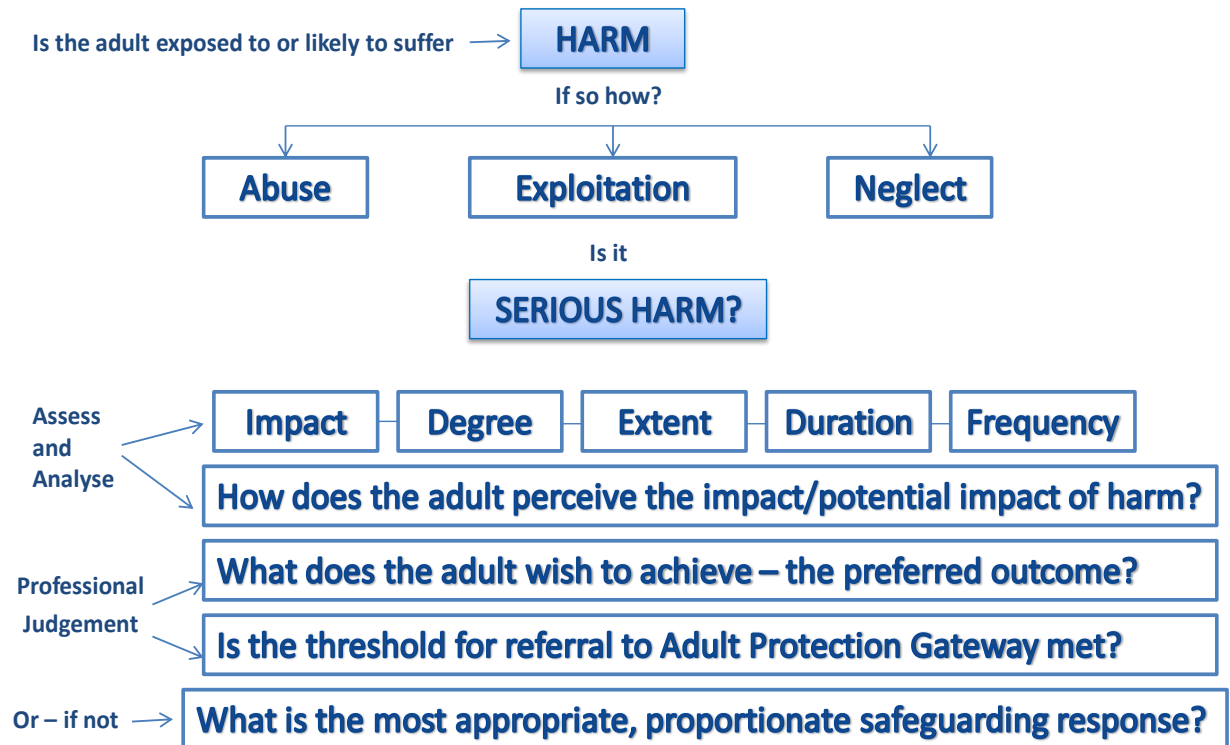 Is the adult exposed to or likely to suffer
HARM
If so how?
Abuse
Exploitation
Neglect
Is it
SERIOUS HARM?
Assess
and
Analyse
Impact
Degree
Extent
Duration
Frequency
How does the adult perceive the impact/potential impact of harm?
Professional
Judgement
What does the adult wish to achieve – the preferred outcome?
Is the threshold for referral to Adult Protection Gateway met?
Or – if not
What is the most appropriate, proportionate safeguarding response?